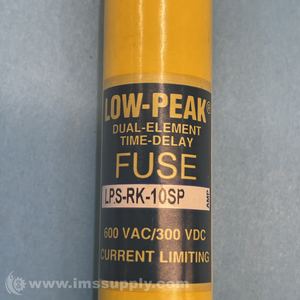 LOW-PEAK®
DUAL-ELEMENT
TIME-DELAY
FUSE
LPS-RK-10SP
AMP
600 VAC/300 VDC
CURRENT LIMITING
© www.imssupply.com